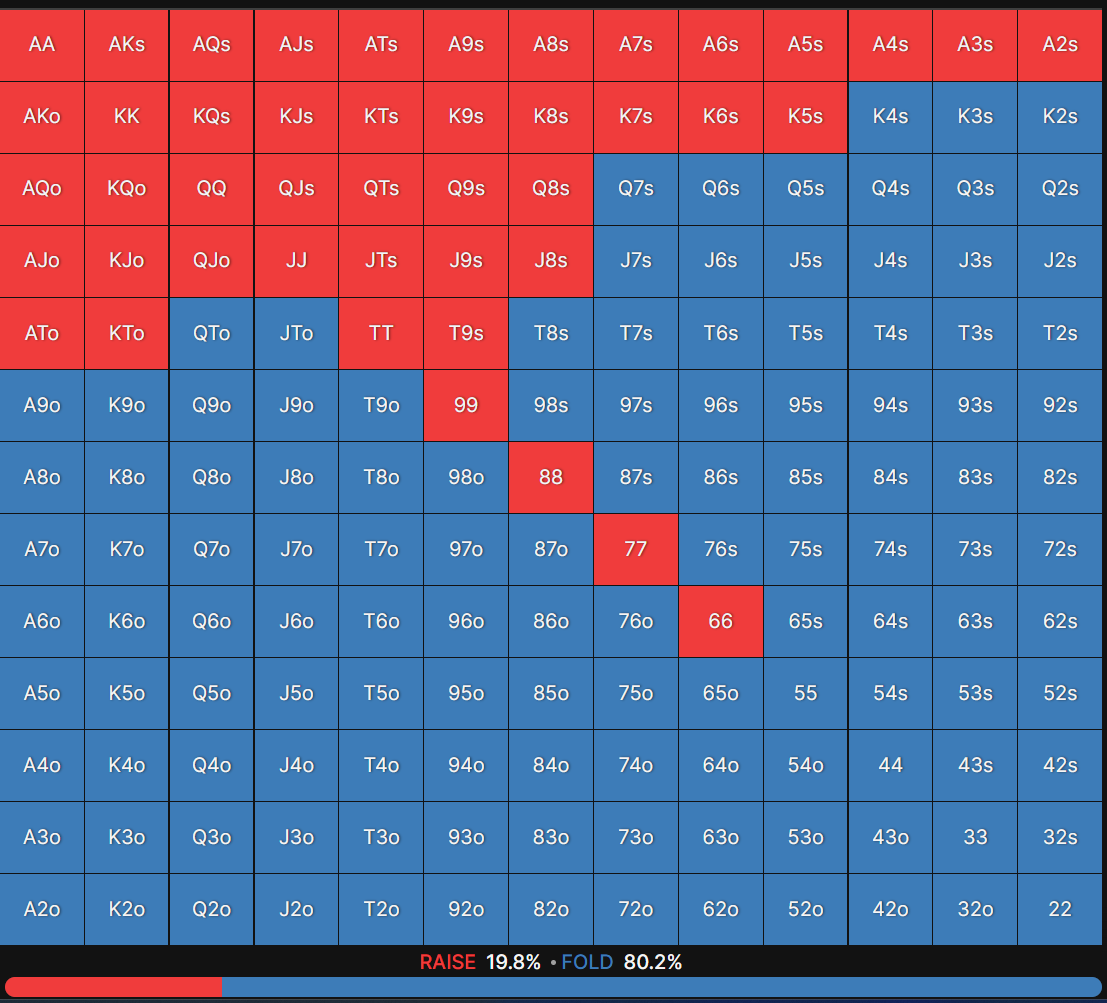 AA AKs AQs AJs ATs A9s A8s A7s A6s A5s A4s A3s A2s
AKo KK KQs KJs KTs K9s K8s K7s K6s K5s K4s K3s K2s
AQo KQo QQ QJs QTs Q9s Q8s Q7s Q6s Q5s Q4s Q3s Q2s
AJo KJo QJo JJ JTs J9s J8s J7s J6s J5s J4s J3s J2s
ATo KTo QTo JTo TT T9s T8s T7s T6s T5s T4s T3s T2s
A9o K9o Q9o J9o T9o 99 98s 97s 96s 95s 94s 93s 92s
A8o K8o Q8o J8o T8o 98o 88 87s 86s 85s 84s 83s 82s
A7o K7o Q7o J7o T7o 97o 87o 77 76s 75s 74s 73s 72s
A6o K6o Q6o J6o T6o 96o 86o 76o 66 65s 64s 63s 62s
A5o K5o Q5o J5o T5o 95o 85o 75o 65o 55 54s 53s 52s
A4o K4o Q4o J4o T4o 94o 84o 74o 64o 54o 44 43s 42s
A3o K3o Q3o J3o T3o 93o 83o 73o 63o 53o 43o 33 32s
A2o K2o Q2o J2o T2o 92o 82o 72o 62o 52o 42o 32o 22
RAISE 19.8% • FOLD 80.2%